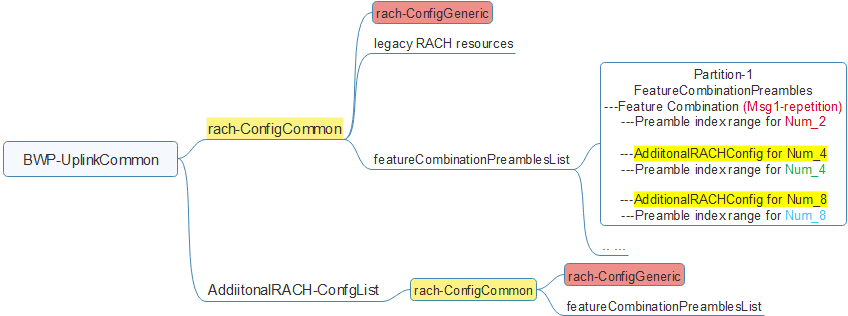 rach-ConfigGeneric
legacy RACH resources
Partition-1
FeatureCombinationPreambles
---Feature Combination (Msg1-repetition)
---Preamble index range for Num_2
---AddiitonalRACHConfig for Num_4
---Preamble index range for Num_4
---AdditionalRACHConfig for Num_8
---Preamble index range for Num_8
rach-ConfigCommon
BWP-UplinkCommon
featureCombinationPreamblesList
.. ...
AddiitonalRACH-ConfgList
rach-ConfigCommon
rach-ConfigGeneric
featureCombinationPreamblesList